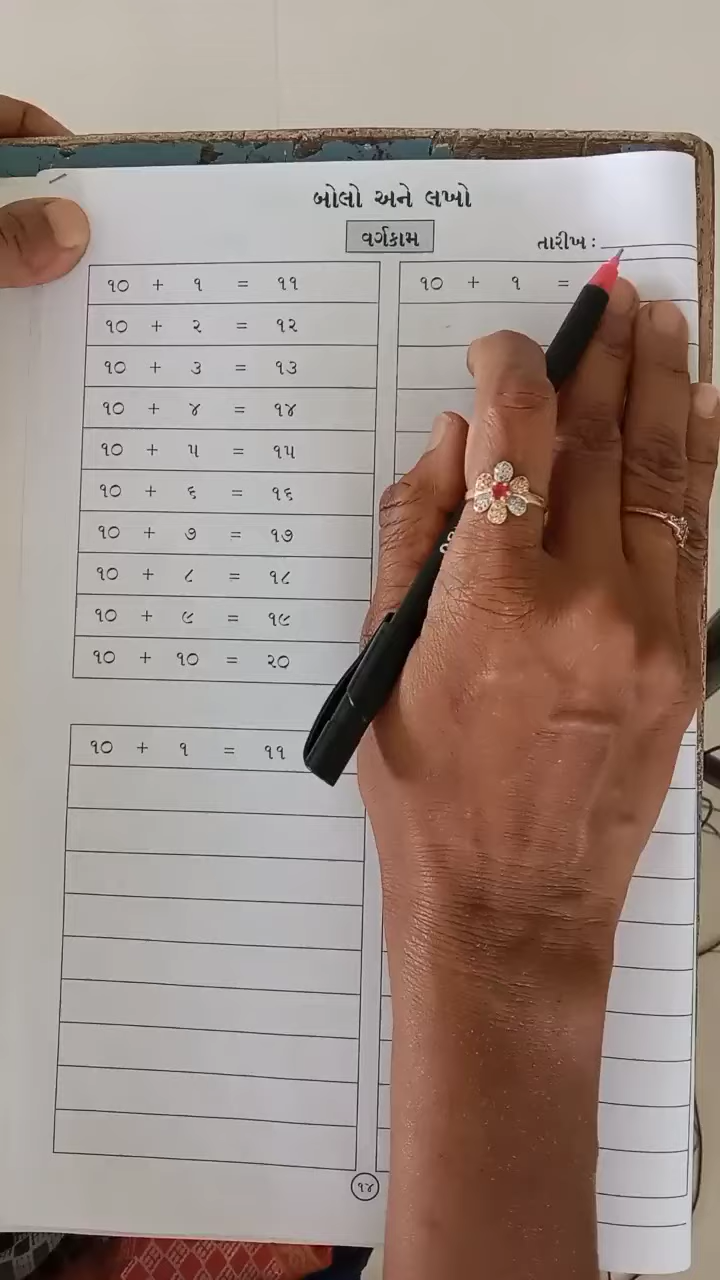 બોલો અને લખો
વર્ગકામ
તારીખ :
૧૦ + ૧ = ૧૧
૧૦ + ૨ = ૧૨
૧૦ + ૩ = ૧૩
૧૦ + ૪ = ૧૪
૧૦ + ૫ = ૧૫
૧૦ + ૬ = ૧૬
૧૦ + ૭ = ૧૭
૧૦ + ૮ = ૧૮
૧૦ + ૯ = ૧૯
૧૦ + ૧૦ = ૨૦
૧૦ + ૧ =
૧૦ + ૧ = ૧૧
૧૪